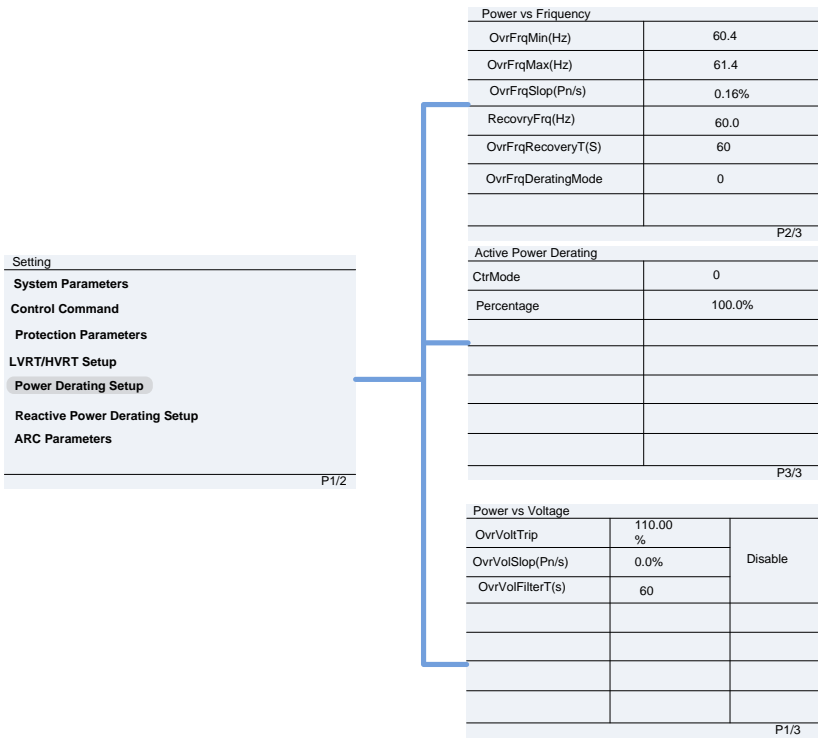 Power vs Friquency
OvrFrqMin(Hz) 60.4
OvrFrqMax(Hz) 61.4
OvrFrqSlop(Pn/s) 0.16%
RecovryFrq(Hz) 60.0
OvrFrqRecoveryT(S) 60
OvrFrqDeratingMode 0
P2/3
Setting
System Parameters
Control Command
Protection Parameters
LVRT/HVRT Setup
Power Derating Setup
Reactive Power Derating Setup
ARC Parameters
P1/2
Active Power Derating
CtrMode 0
Percentage 100.0%
P3/3
Power vs Voltage
OvrVoltTrip 110.00
%
OvrVolSlop(Pn/s) 0.0% Disable
OvrVolFilterT(s) 60
P1/3